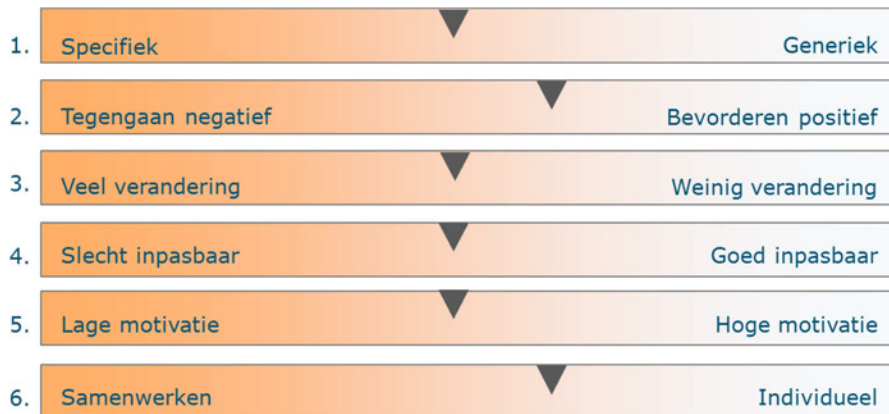 1. Specifiek Generiek
2. Tegengaan negatief Bevorderen positief
3. Veel verandering Weinig verandering
4. Slecht inpasbaar Goed inpasbaar
5. Lage motivatie Hoge motivatie
6. Samenwerken Individueel